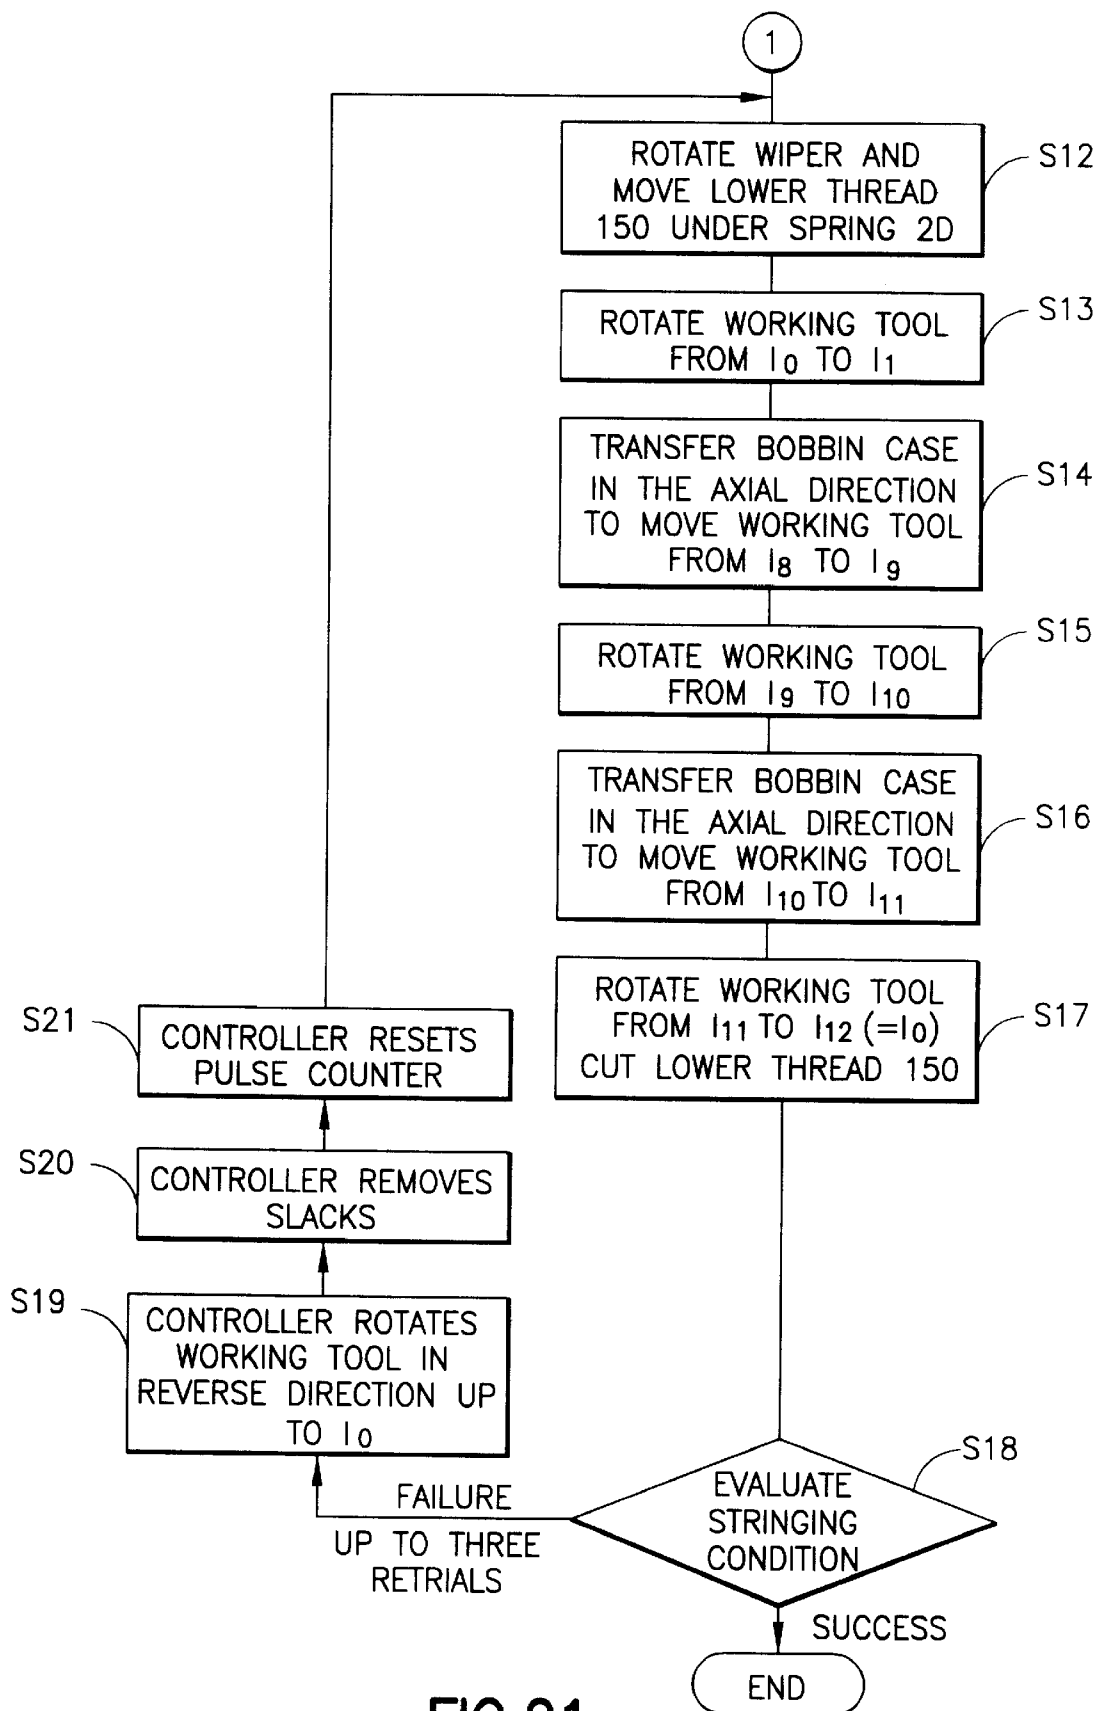 1
ROTATE WIPER AND
MOVE LOWER THREAD
150 UNDER SPRING 2D
S12
ROTATE WORKING TOOL
FROM I0 TO I1
S13
TRANSFER BOBBIN CASE
IN THE AXIAL DIRECTION
TO MOVE WORKING TOOL
FROM I8 TO I9
S14
ROTATE WORKING TOOL
FROM I9 TO I10
S15
TRANSFER BOBBIN CASE
IN THE AXIAL DIRECTION
TO MOVE WORKING TOOL
FROM I10 TO I11
S16
ROTATE WORKING TOOL
FROM I11 TO I12 (=I0)
CUT LOWER THREAD 150
S17
EVALUATE
STRINGING
CONDITION
S18
FAILURE
UP TO THREE
RETRIALS
S19
CONTROLLER ROTATES
WORKING TOOL IN
REVERSE DIRECTION UP
TO I0
S20
CONTROLLER REMOVES
SLACKS
S21
CONTROLLER RESETS
PULSE COUNTER
SUCCESS
END